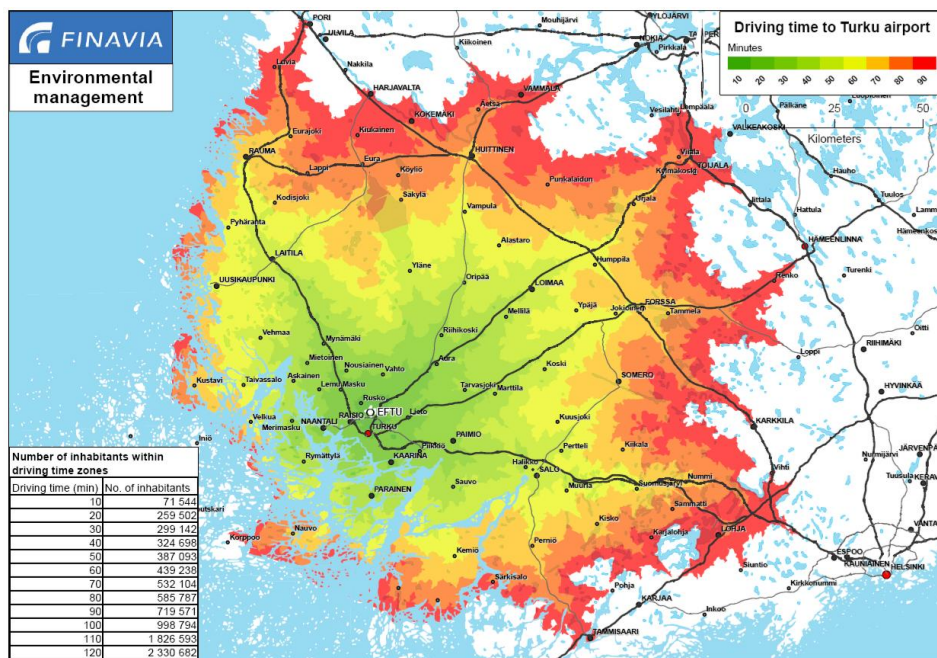 FINAVIA
Environmental
management
Driving time to Turku airport
Minutes
10 20 30 40 50 60 70 80 90
0 25 50
Kilometers
PORI
ULVILA
Mouhijärvi
YLÖJÄRVI
Kiikoinen
NOKIA
Pirkkala
Luvia
Nakkila
HARJAVALTA
Aetsa
VAMMALA
Vesilahti
Lempäälä
Pälkäne
VALKEAKOSKI
KOKEMÄKI
Eurajoki
Kiukainen
RAUMA
Eura
HUITTINEN
Viiala
TOIJALA
Hauho
Lappi
Köyliö
Punkalaidun
Kylmäkoski
Tuulos
Kodisjoki
Säkylä
Vampula
Urjala
Iittala
Hattula
Pyhäranta
Alastaro
HÄMEENLINNA
LAITILA
Yläne
Humppila
Renko
Turenki
UUSIKAUPUNKI
Oripää
LOIMAA
Ypäjä
Jokioinen
FORSSA
Tammela
Mellilä
Oitti
Vehmaa
Mynämäki
Riihikoski
RIIHIMÄKI
Loppi
Mietoinen
Nousiainen
Vahto
Aura
Koski
Kustavi
Taivassalo
Askainen
Lemu
Masku
Tarvasjoki
Marttila
SOMERO
HYVINKÄÄ
Rusko
EFTU
Velkua
Merimasku
NAANTALI
RAISIO
Lieto
Kuusjoki
KARKKILA
TURKU
PAIMIO
Iniö
Piikkiö
Pertteli
Kiikala
Nurmijärvi
JÄRVENPÄ
Rymättylä
KAARINA
Halikko
SALO
Vihti
Tuusula
KERAV
Sauvo
Muurla
Suomusjärvi
Nummi
PARAINEN
Sammatti
Kisko
VANTA
Nauvo
Korppoo
Karjalohja
LOHJA
Kemiö
Perniö
ESPOO
KAUNIAINEN
HELSINKI
Siuntio
Särkisalo
Pohja
Kirkkonummi
KARJAA
Inkoo
TAMMISAARI
Number of inhabitants within
driving time zones
Driving time (min) No. of inhabitants
10 71 544
20 259 502
30 299 142
40 324 698
50 387 093
60 439 238
70 532 104
80 585 787
90 719 571
100 998 794
110 1 826 593
120 2 330 682